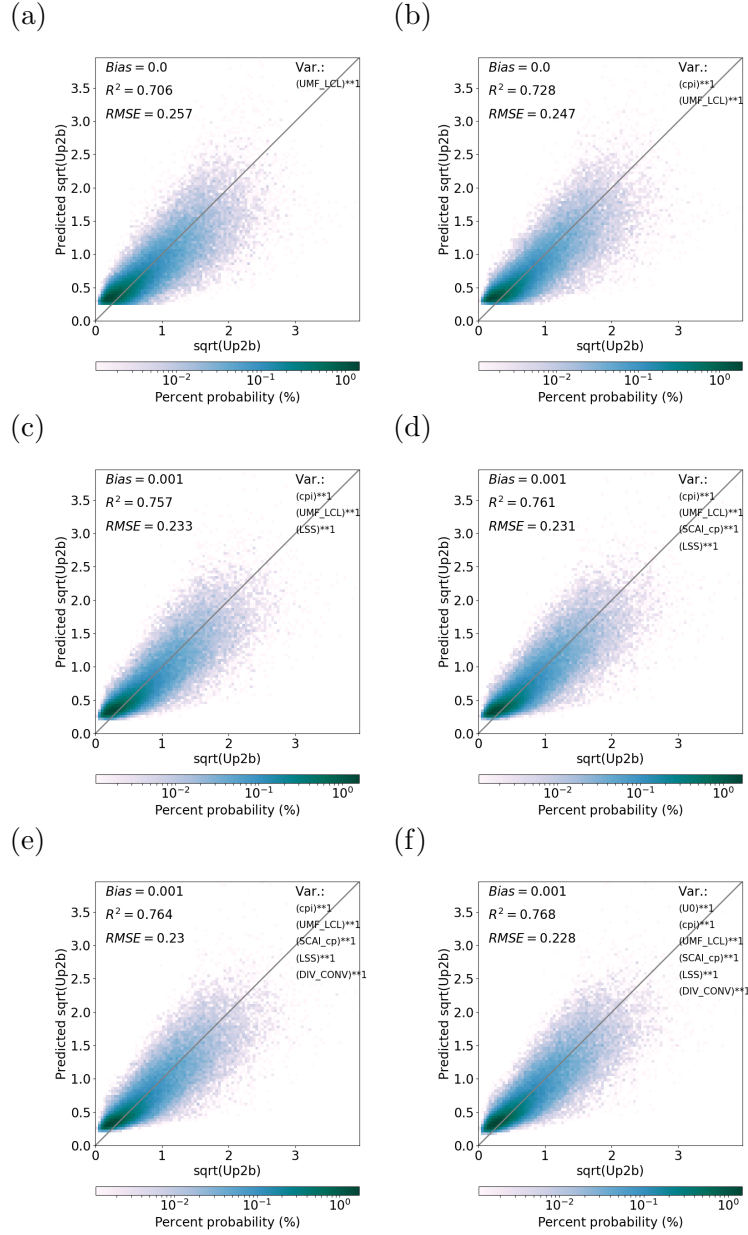 (a)
Bias = 0.0
R² = 0.706
RMSE = 0.257
Var.:
(UMF_LCL)**1
Predicted sqrt(Up2b)
3.5
3.0
2.5
2.0
1.5
1.0
0.5
0.0
0 1 2 3
sqrt(Up2b)
10⁻² 10⁻¹ 10⁰
Percent probability (%)
(b)
Bias = 0.0
R² = 0.728
RMSE = 0.247
Var.:
(cpi)**1
(UMF_LCL)**1
Predicted sqrt(Up2b)
3.5
3.0
2.5
2.0
1.5
1.0
0.5
0.0
0 1 2 3
sqrt(Up2b)
10⁻² 10⁻¹ 10⁰
Percent probability (%)
(c)
Bias = 0.001
R² = 0.757
RMSE = 0.233
Var.:
(cpi)**1
(UMF_LCL)**1
(LSS)**1
Predicted sqrt(Up2b)
3.5
3.0
2.5
2.0
1.5
1.0
0.5
0.0
0 1 2 3
sqrt(Up2b)
10⁻² 10⁻¹ 10⁰
Percent probability (%)
(d)
Bias = 0.001
R² = 0.761
RMSE = 0.231
Var.:
(cpi)**1
(UMF_LCL)**1
(SCAI_cp)**1
(LSS)**1
Predicted sqrt(Up2b)
3.5
3.0
2.5
2.0
1.5
1.0
0.5
0.0
0 1 2 3
sqrt(Up2b)
10⁻² 10⁻¹ 10⁰
Percent probability (%)
(e)
Bias = 0.001
R² = 0.764
RMSE = 0.23
Var.:
(cpi)**1
(UMF_LCL)**1
(SCAI_cp)**1
(LSS)**1
(DIV_CONV)**1
Predicted sqrt(Up2b)
3.5
3.0
2.5
2.0
1.5
1.0
0.5
0.0
0 1 2 3
sqrt(Up2b)
10⁻² 10⁻¹ 10⁰
Percent probability (%)
(f)
Bias = 0.001
R² = 0.768
RMSE = 0.228
Var.:
(U0)**1
(cpi)**1
(UMF_LCL)**1
(SCAI_cp)**1
(LSS)**1
(DIV_CONV)**1
Predicted sqrt(Up2b)
3.5
3.0
2.5
2.0
1.5
1.0
0.5
0.0
0 1 2 3
sqrt(Up2b)
10⁻² 10⁻¹ 10⁰
Percent probability (%)